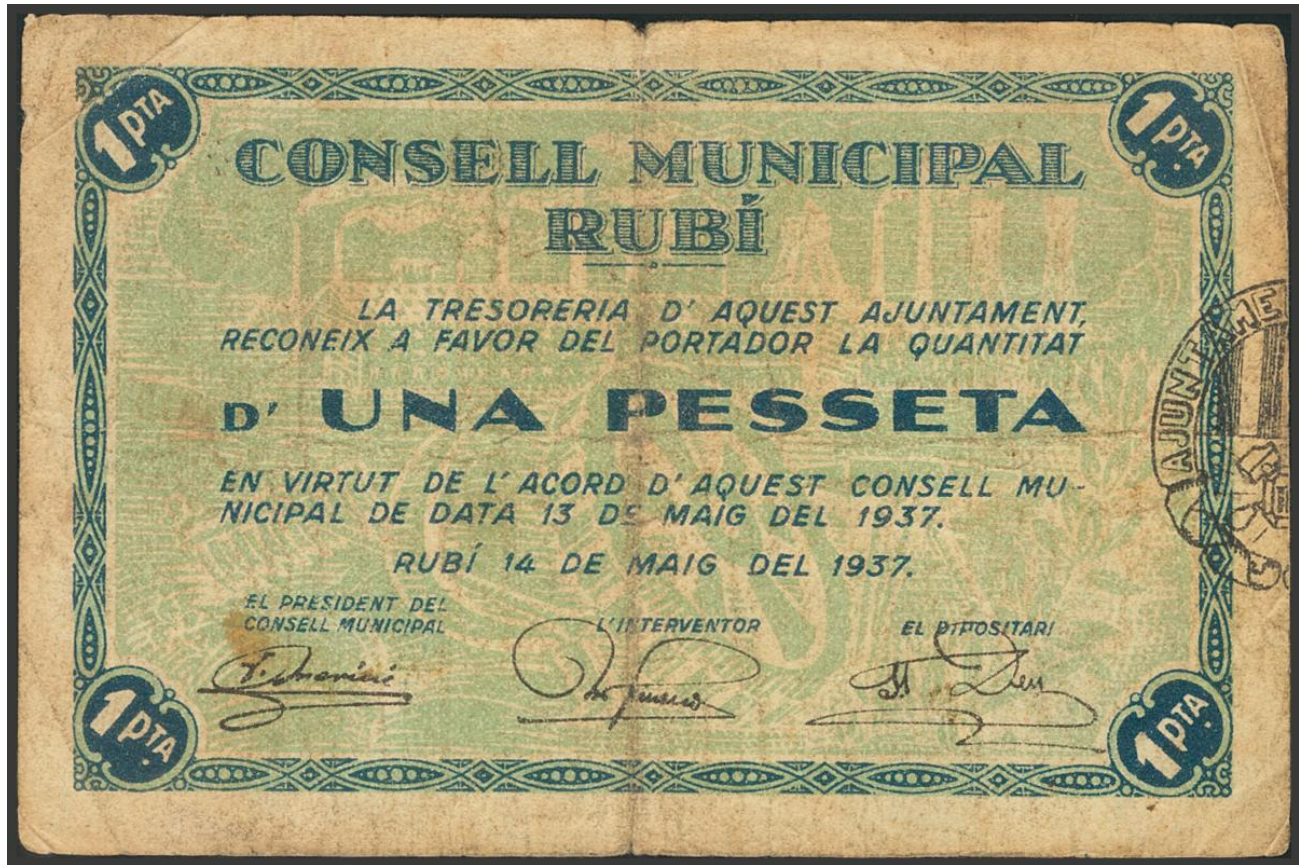 1 PTA
1 PTA.
CONSELL MUNICIPAL
RUBÍ
LA TRESORERIA D' AQUEST AJUNTAMENT,
RECONEIX A FAVOR DEL PORTADOR LA QUANTITAT
D' UNA PESSETA
EN VIRTUT DE L'ACORD D'AQUEST CONSELL MU-
NICIPAL DE DATA 13 DE MAIG DEL 1937.
RUBÍ 14 DE MAIG DEL 1937.
EL PRESIDENT DEL
CONSELL MUNICIPAL
L'INTERVENTOR
EL DIPOSITARI
1 PTA
1 PTA.
AJUNTAME